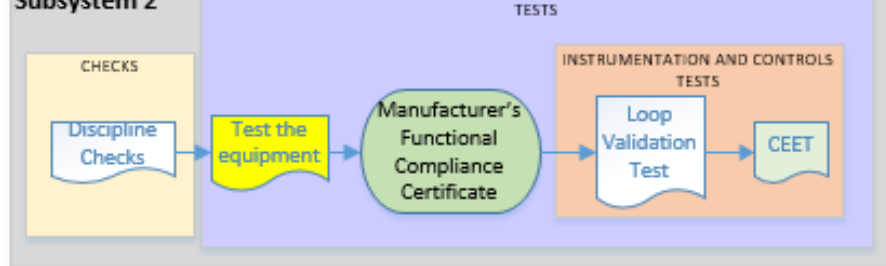 Subsystem 2
TESTS
CHECKS
Discipline
Checks
Test the
equipment
Manufacturer's
Functional
Compliance
Certificate
INSTRUMENTATION AND CONTROLS
TESTS
Loop
Validation
Test
CEET